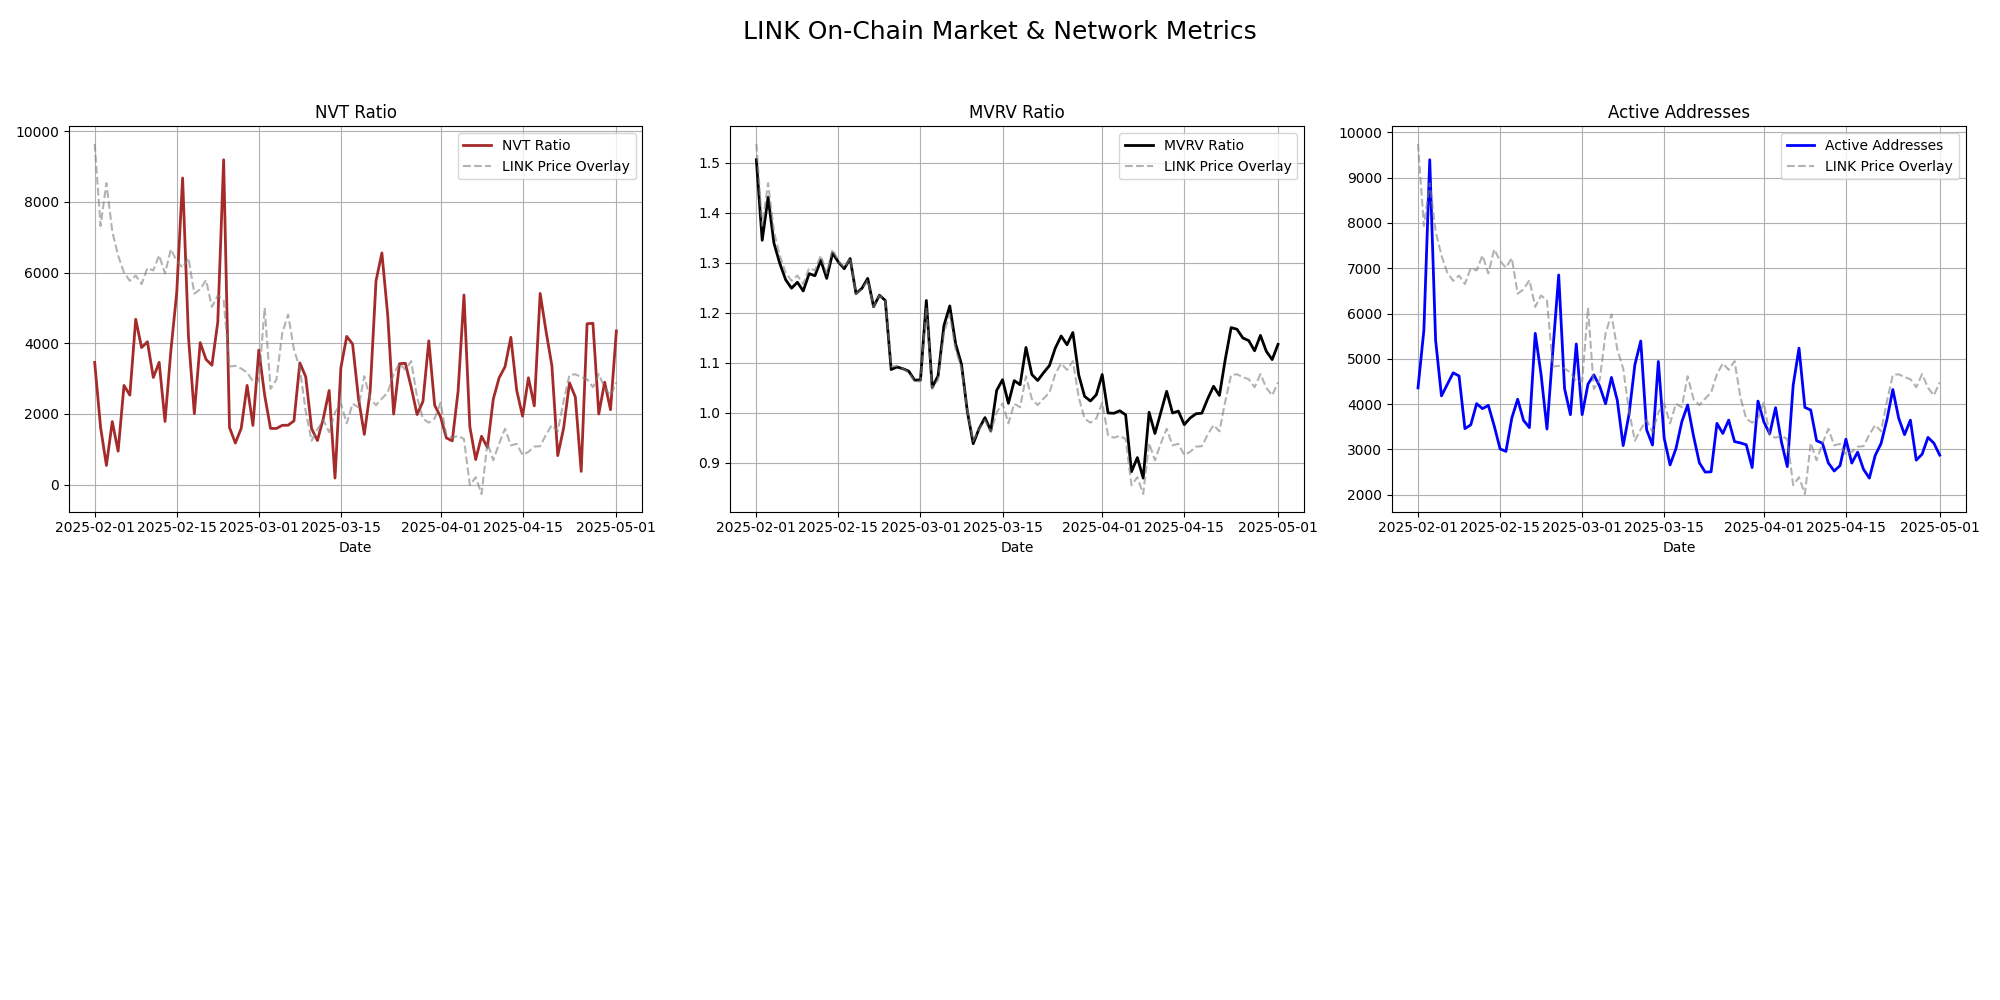 LINK On-Chain Market & Network Metrics
NVT Ratio
10000
8000
6000
4000
2000
0
NVT Ratio
LINK Price Overlay
2025-02-01 2025-02-15 2025-03-01 2025-03-15 2025-04-01 2025-04-15 2025-05-01
Date
MVRV Ratio
1.5
1.4
1.3
1.2
1.1
1.0
0.9
MVRV Ratio
LINK Price Overlay
2025-02-01 2025-02-15 2025-03-01 2025-03-15 2025-04-01 2025-04-15 2025-05-01
Date
Active Addresses
10000
9000
8000
7000
6000
5000
4000
3000
2000
Active Addresses
LINK Price Overlay
2025-02-01 2025-02-15 2025-03-01 2025-03-15 2025-04-01 2025-04-15 2025-05-01
Date